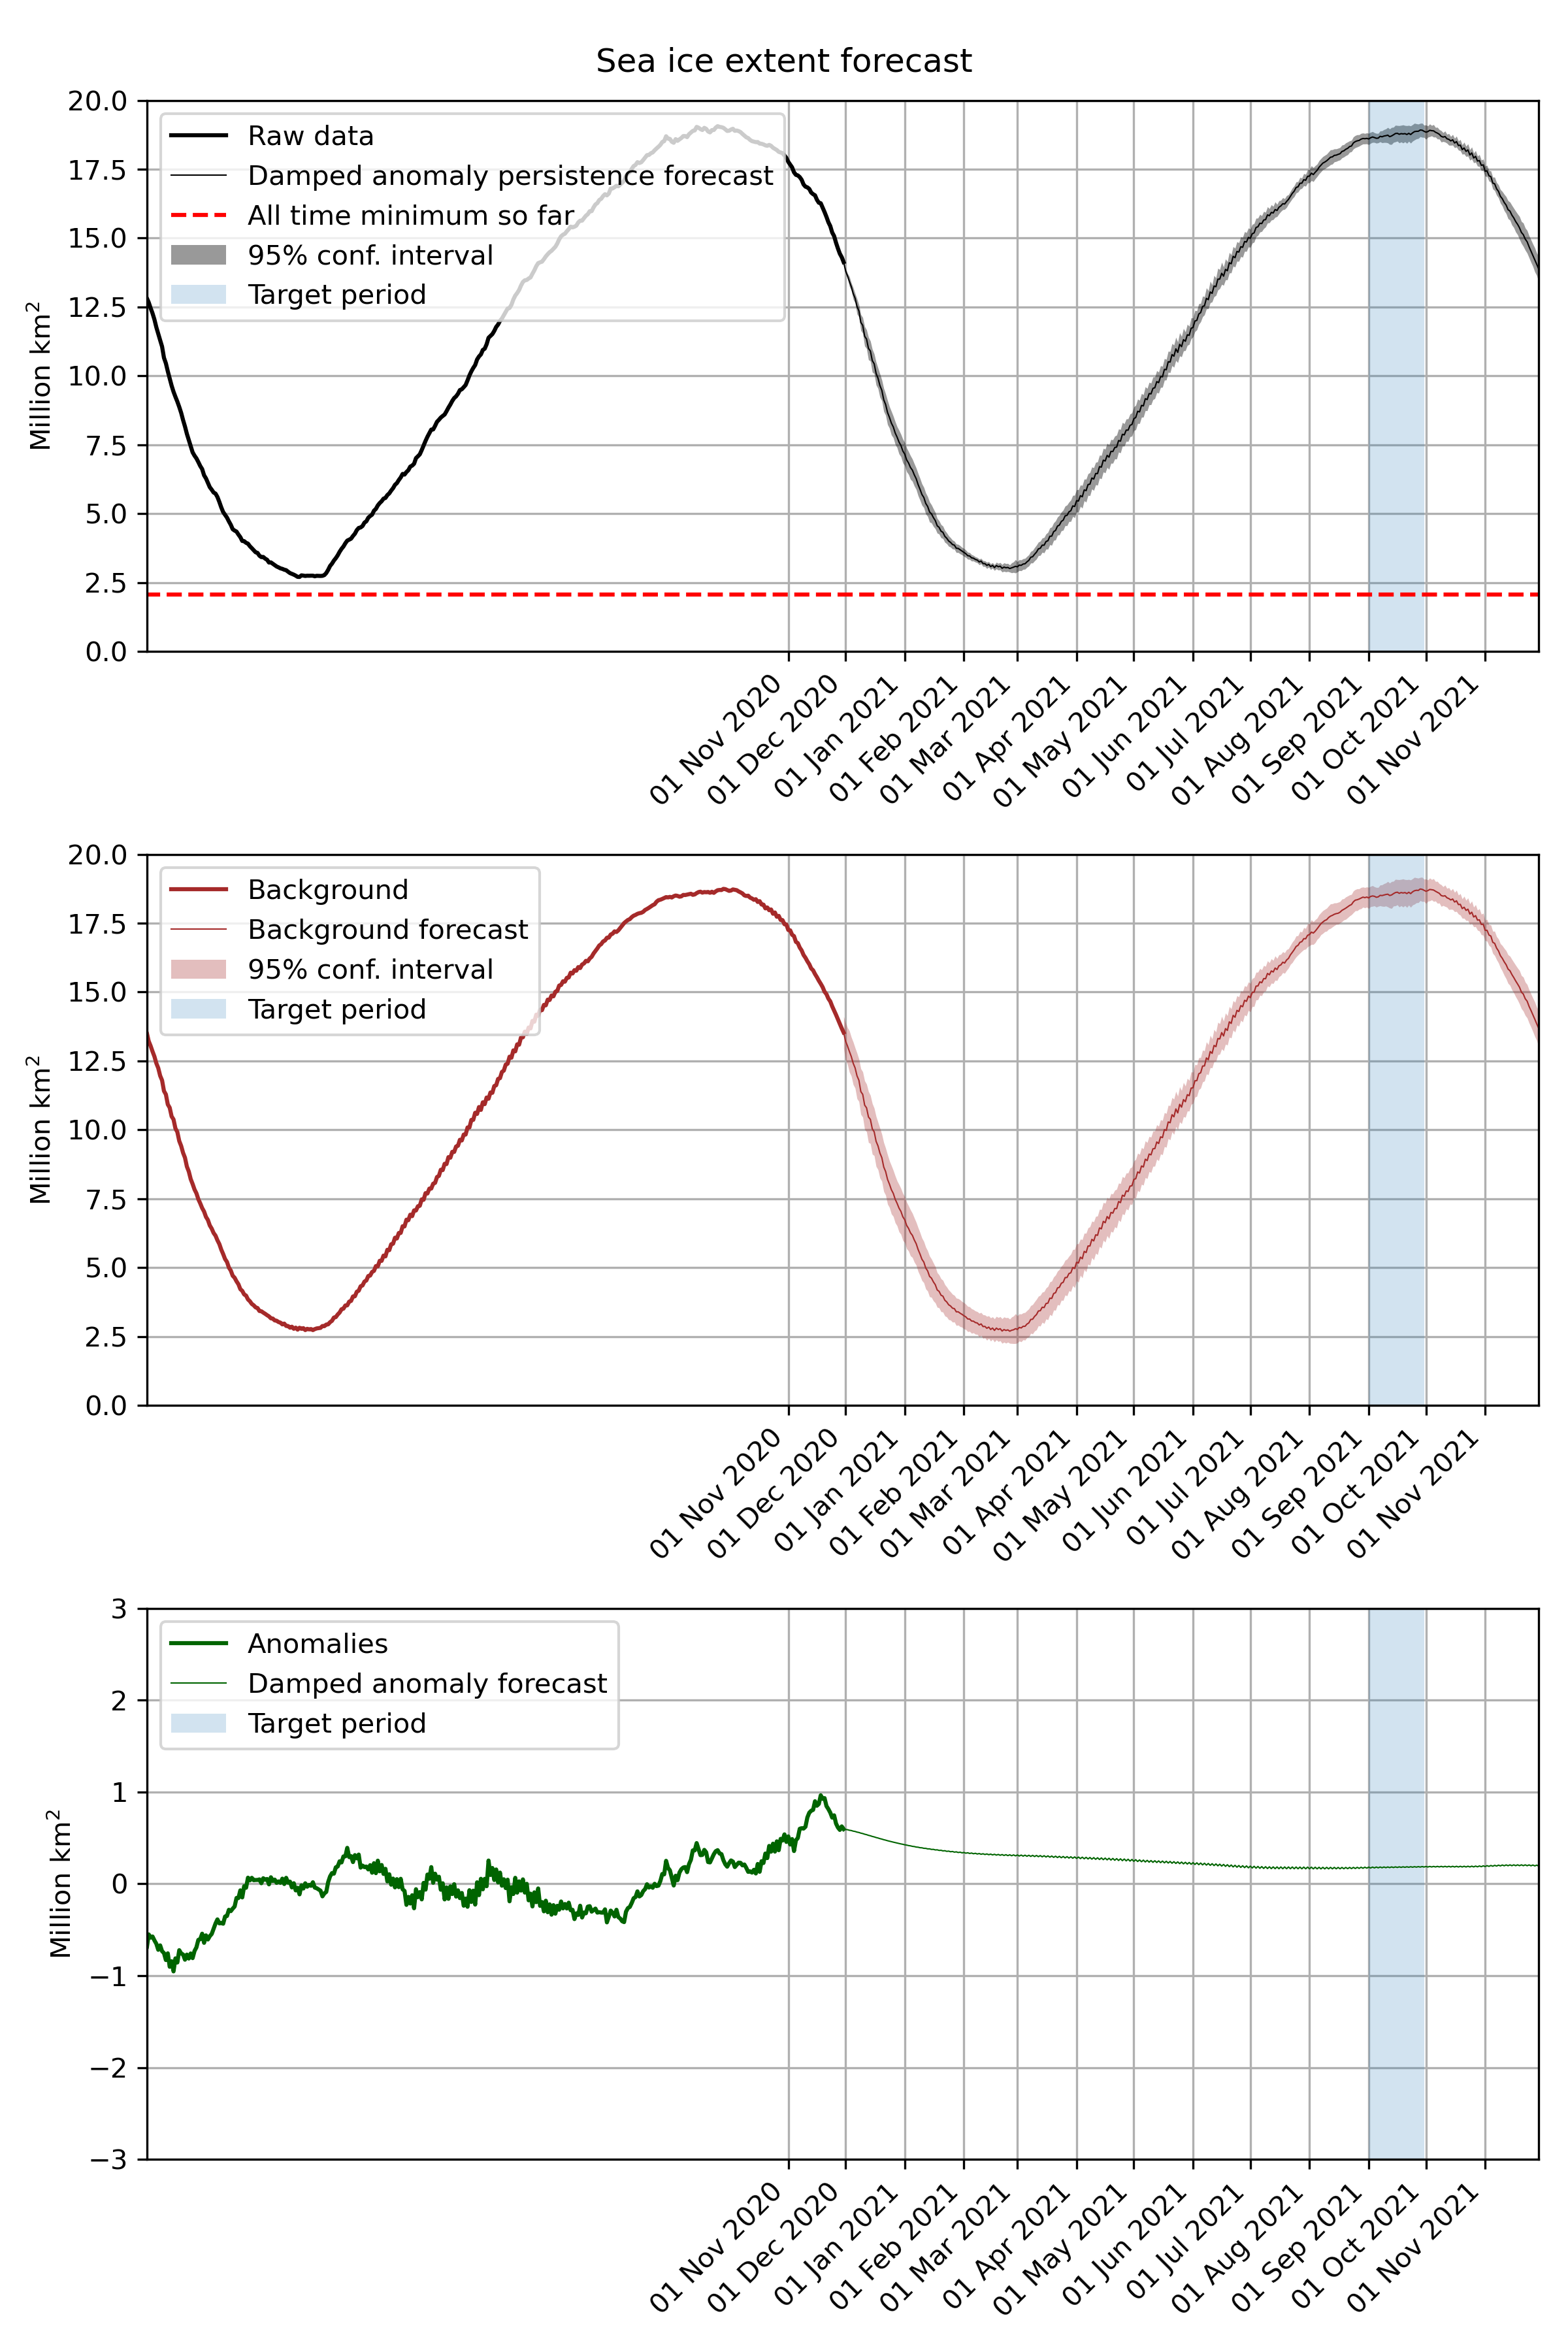 Sea ice extent forecast
20.0
17.5
15.0
12.5
10.0
7.5
5.0
2.5
0.0
Million km²
Raw data
Damped anomaly persistence forecast
All time minimum so far
95% conf. interval
Target period
01 Nov 2020
01 Dec 2020
01 Jan 2021
01 Feb 2021
01 Mar 2021
01 Apr 2021
01 May 2021
01 Jun 2021
01 Jul 2021
01 Aug 2021
01 Sep 2021
01 Oct 2021
01 Nov 2021
20.0
17.5
15.0
12.5
10.0
7.5
5.0
2.5
0.0
Million km²
Background
Background forecast
95% conf. interval
Target period
01 Nov 2020
01 Dec 2020
01 Jan 2021
01 Feb 2021
01 Mar 2021
01 Apr 2021
01 May 2021
01 Jun 2021
01 Jul 2021
01 Aug 2021
01 Sep 2021
01 Oct 2021
01 Nov 2021
3
2
1
0
−1
−2
−3
Million km²
Anomalies
Damped anomaly forecast
Target period
01 Nov 2020
01 Dec 2020
01 Jan 2021
01 Feb 2021
01 Mar 2021
01 Apr 2021
01 May 2021
01 Jun 2021
01 Jul 2021
01 Aug 2021
01 Sep 2021
01 Oct 2021
01 Nov 2021